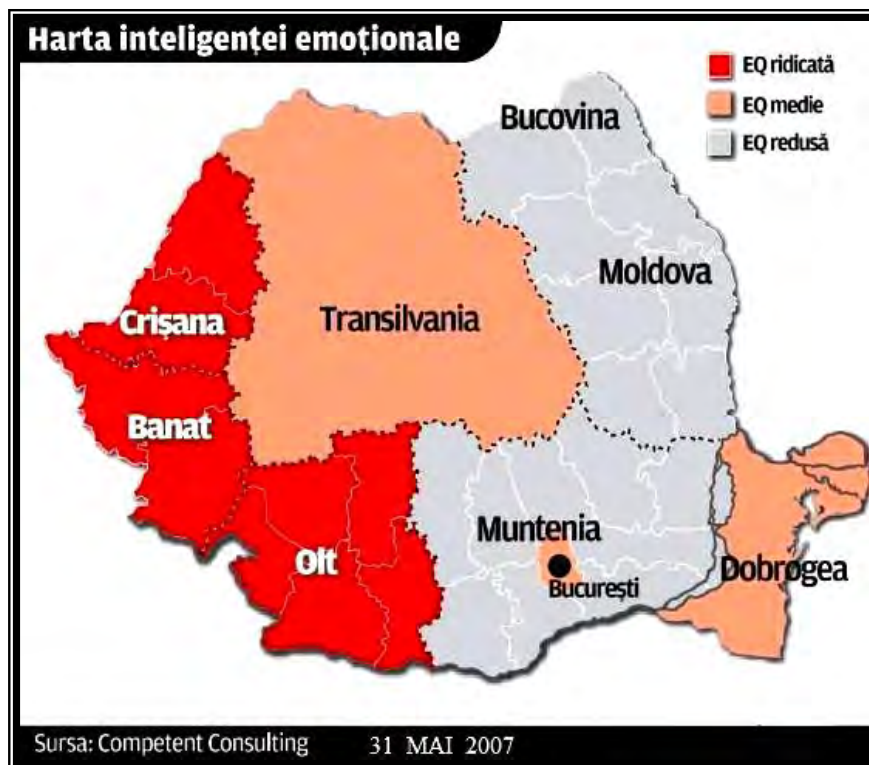 Harta inteligenței emoționale
EQ ridicată
EQ medie
EQ redusă
Bucovina
Moldova
Crișana
Transilvania
Banat
Muntenia
Olt
București
Dobrogea
Sursa: Competent Consulting 31 MAI 2007